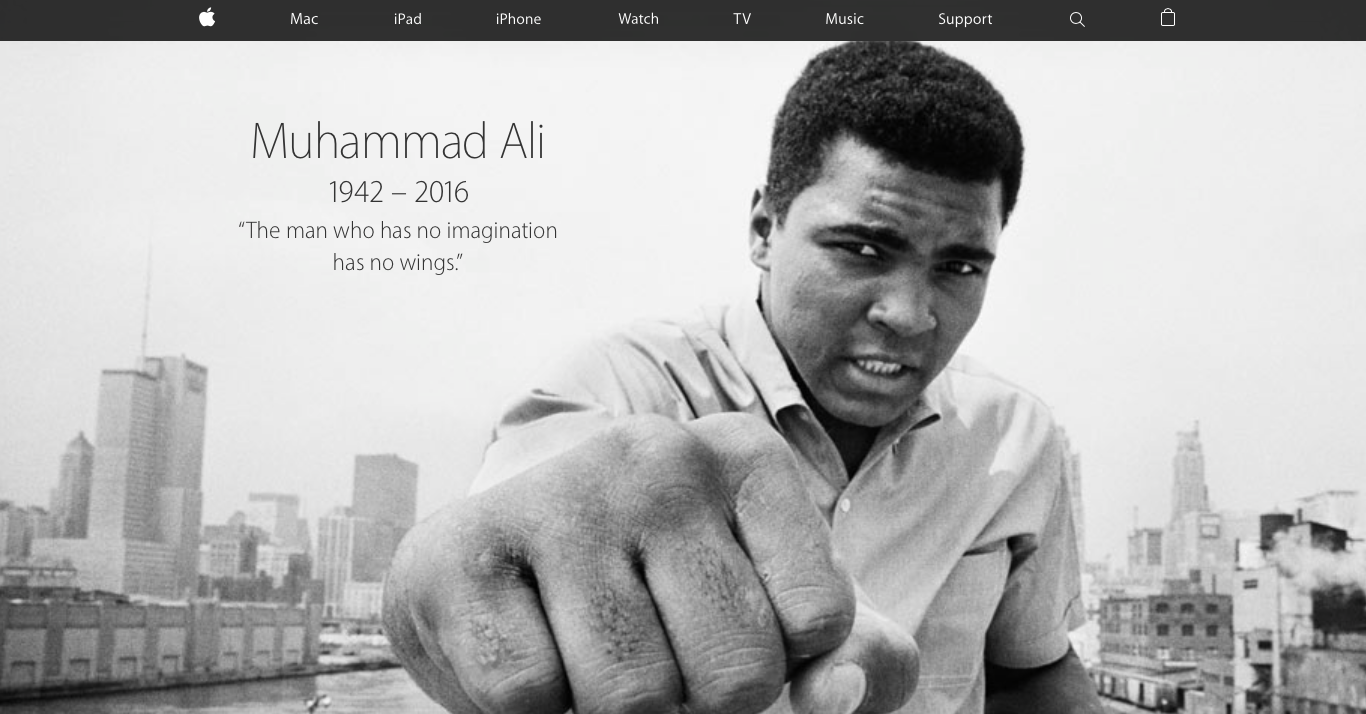 Mac iPad iPhone Watch TV Music Support
Muhammad Ali
1942 – 2016
“The man who has no imagination
has no wings.”